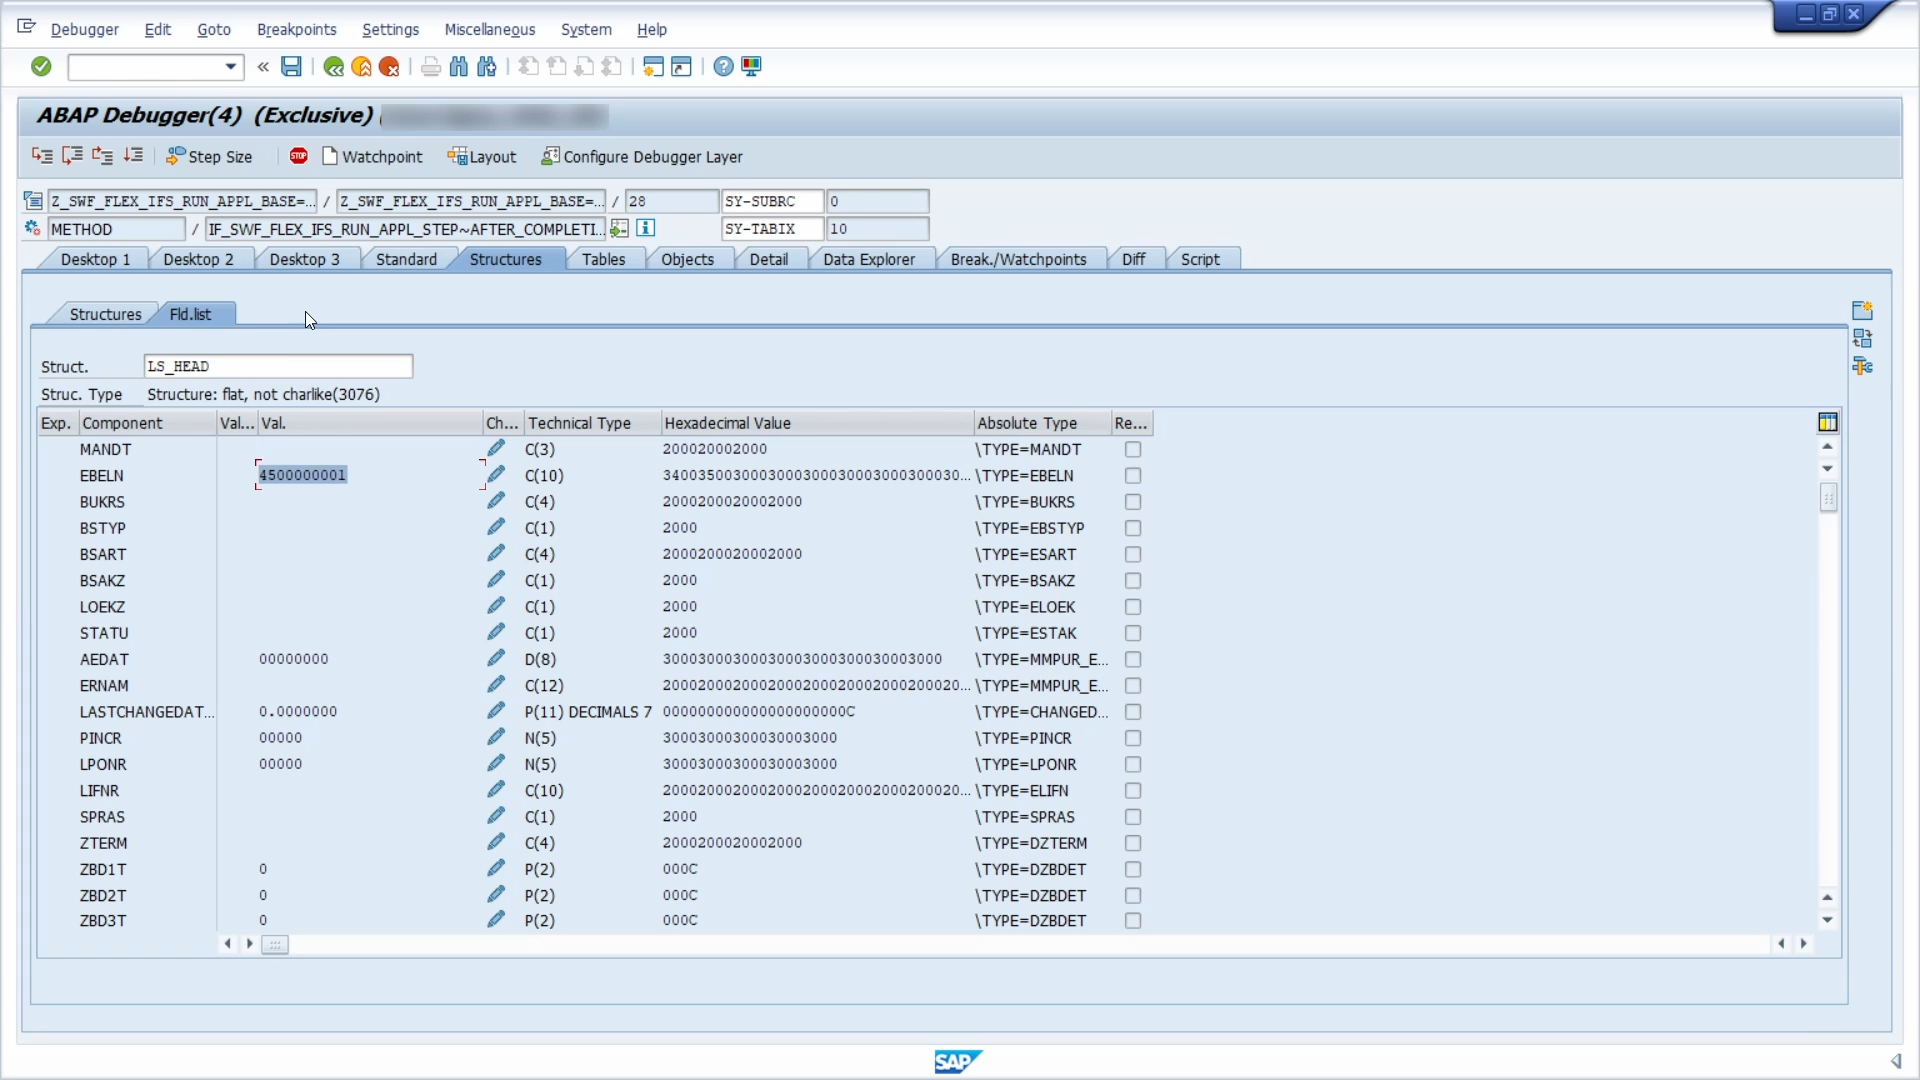 Debugger Edit Goto Breakpoints Settings Miscellaneous System Help
ABAP Debugger(4) (Exclusive) (
Step Size STOP Watchpoint Layout Configure Debugger Layer
Z_SWF_FLEX_IFS_RUN_APPL_BASE=... / Z_SWF_FLEX_IFS_RUN_APPL_BASE=... / 28 SY-SUBRC 0
METHOD / IF_SWF_FLEX_IFS_RUN_APPL_STEP~AFTER_COMPLETI... SY-TABIX 10
Desktop 1 Desktop 2 Desktop 3 Standard Structures Tables Objects Detail Data Explorer Break./Watchpoints Diff Script
Structures Fld.list
Struct. LS_HEAD
Struc. Type Structure: flat, not charlike(3076)
Exp. Component Val... Val. Ch... Technical Type Hexadecimal Value Absolute Type Re...
MANDT C(3) 200020002000 \TYPE=MANDT
EBELN 4500000001 C(10) 34003500300030003000300030003000300030... \TYPE=EBELN
BUKRS C(4) 2000200020002000 \TYPE=BUKRS
BSTYP C(1) 2000 \TYPE=EBSTYP
BSART C(4) 2000200020002000 \TYPE=ESART
BSAKZ C(1) 2000 \TYPE=BSAKZ
LOEKZ C(1) 2000 \TYPE=ELOEK
STATU C(1) 2000 \TYPE=ESTAK
AEDAT 00000000 D(8) 30003000300030003000300030003000 \TYPE=MMPUR_E...
ERNAM C(12) 20002000200020002000200020002000200020... \TYPE=MMPUR_E...
LASTCHANGEDAT... 0.0000000 P(11) DECIMALS 7 000000000000000000000C \TYPE=CHANGED...
PINCR 00000 N(5) 30003000300030003000 \TYPE=PINCR
LPONR 00000 N(5) 30003000300030003000 \TYPE=LPONR
LIFNR C(10) 20002000200020002000200020002000200020... \TYPE=ELIFN
SPRAS C(1) 2000 \TYPE=SPRAS
ZTERM C(4) 2000200020002000 \TYPE=DZTERM
ZBD1T 0 P(2) 000C \TYPE=DZBDET
ZBD2T 0 P(2) 000C \TYPE=DZBDET
ZBD3T 0 P(2) 000C \TYPE=DZBDET
SAP